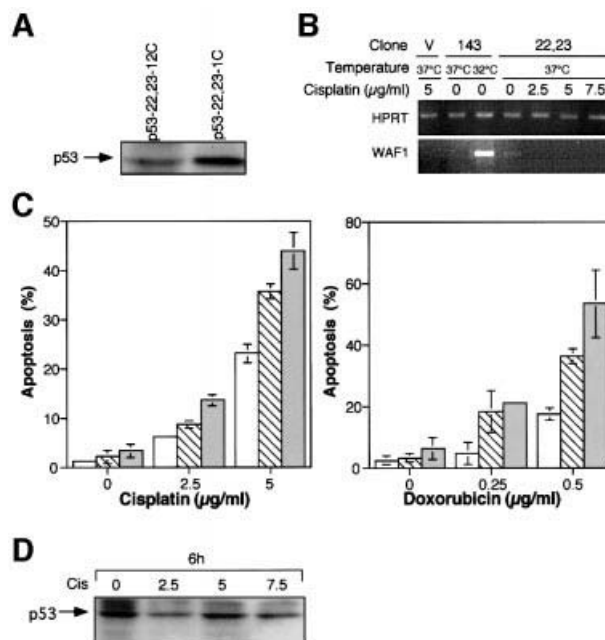 A
p53-22,23-12C
p53-22,23-1C
p53
B
Clone V 143 22,23
Temperature 37°C 37°C 32°C 37°C
Cisplatin (µg/ml) 5 0 0 0 2.5 5 7.5
HPRT
WAF1
C
50
40
30
20
10
0
Apoptosis (%)
0 2.5 5
Cisplatin (µg/ml)
80
60
40
20
0
Apoptosis (%)
0 0.25 0.5
Doxorubicin (µg/ml)
D
6h
Cis 0 2.5 5 7.5
p53